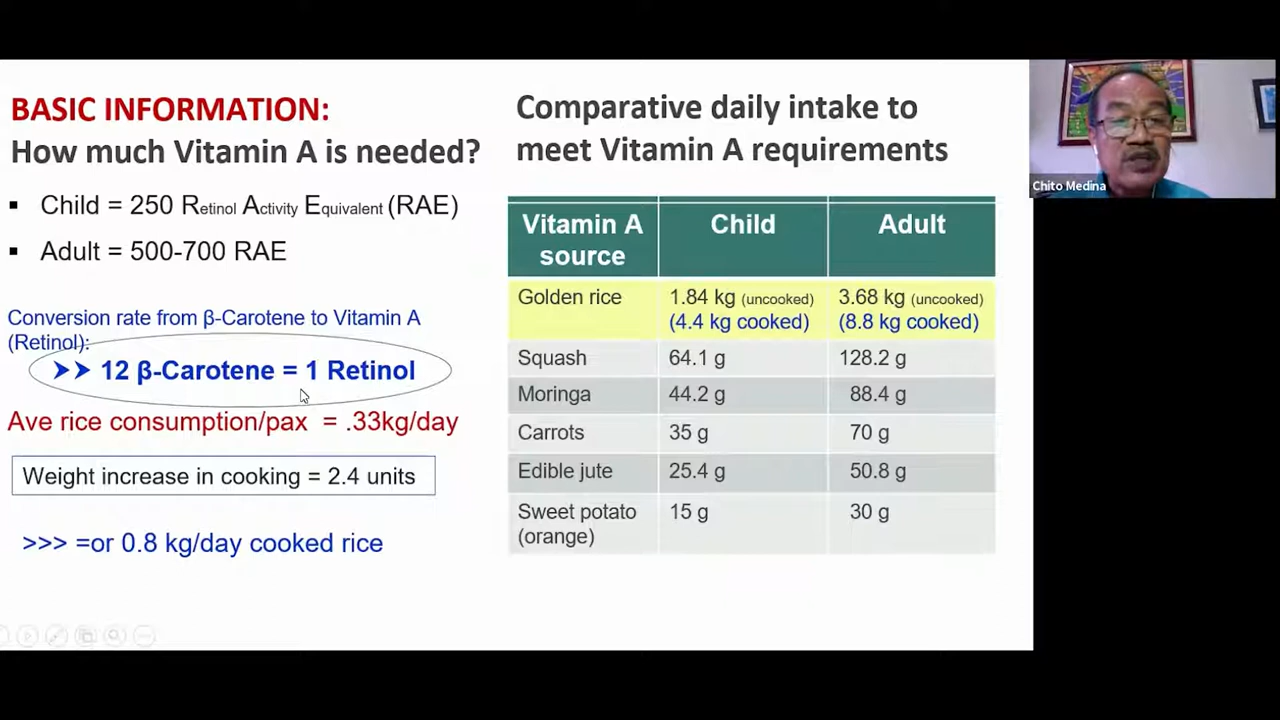 BASIC INFORMATION:
How much Vitamin A is needed?
▪ Child = 250 Retinol Activity Equivalent (RAE)
▪ Adult = 500-700 RAE
Conversion rate from β-Carotene to Vitamin A
(Retinol):
➤➤ 12 β-Carotene = 1 Retinol
Ave rice consumption/pax = .33kg/day
Weight increase in cooking = 2.4 units
>>> =or 0.8 kg/day cooked rice
Comparative daily intake to
meet Vitamin A requirements
Vitamin A source Child Adult
Golden rice 1.84 kg (uncooked) 3.68 kg (uncooked)
(4.4 kg cooked) (8.8 kg cooked)
Squash 64.1 g 128.2 g
Moringa 44.2 g 88.4 g
Carrots 35 g 70 g
Edible jute 25.4 g 50.8 g
Sweet potato 15 g 30 g
(orange)
Chito Medina